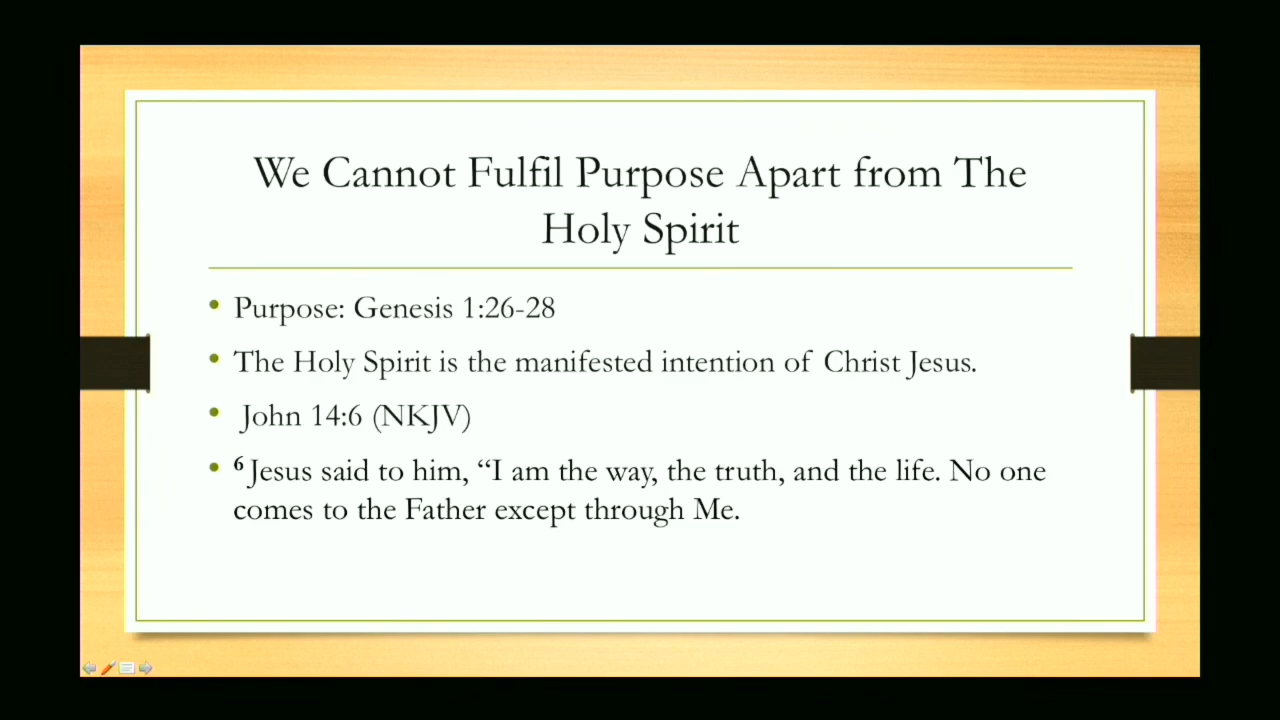 We Cannot Fulfil Purpose Apart from The
Holy Spirit
• Purpose: Genesis 1:26-28
• The Holy Spirit is the manifested intention of Christ Jesus.
• John 14:6 (NKJV)
• 6 Jesus said to him, “I am the way, the truth, and the life. No one
comes to the Father except through Me.